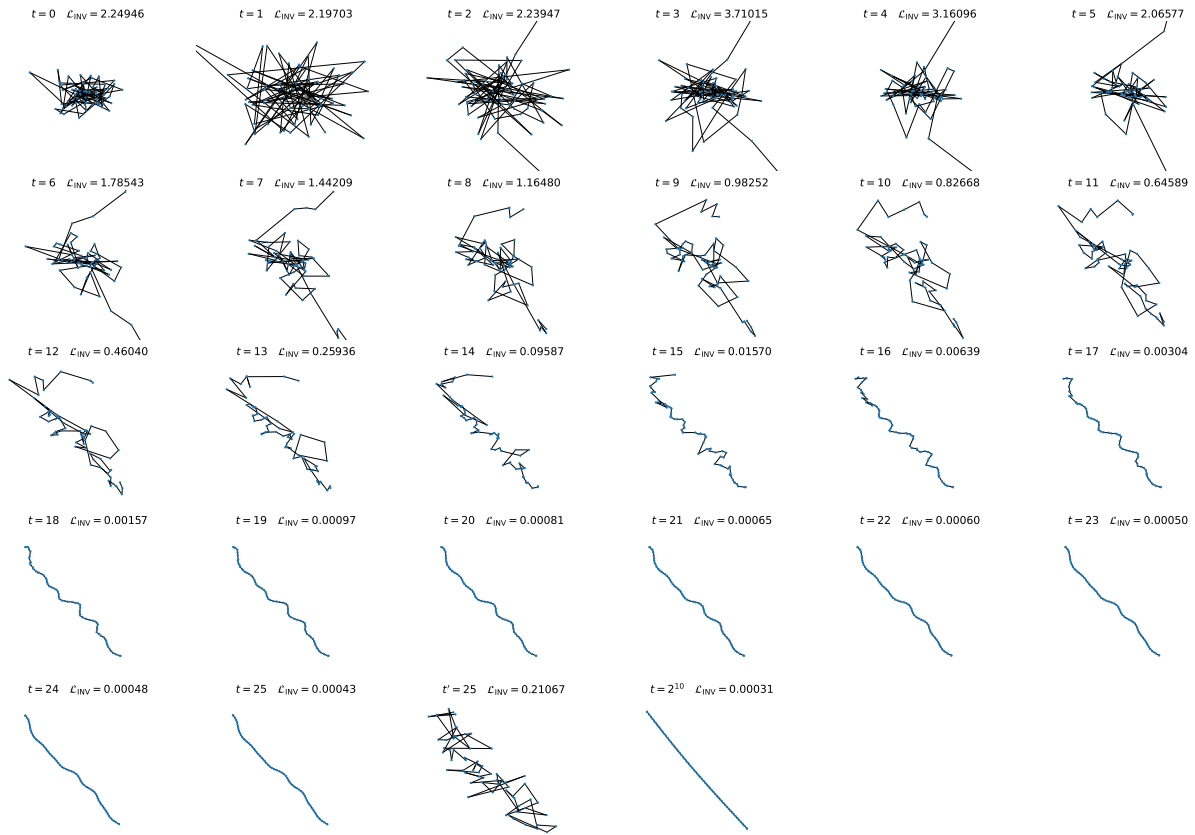 t = 0 ℒ_INV = 2.24946 t = 1 ℒ_INV = 2.19703 t = 2 ℒ_INV = 2.23947 t = 3 ℒ_INV = 3.71015 t = 4 ℒ_INV = 3.16096 t = 5 ℒ_INV = 2.06577
t = 6 ℒ_INV = 1.78543 t = 7 ℒ_INV = 1.44209 t = 8 ℒ_INV = 1.16480 t = 9 ℒ_INV = 0.98252 t = 10 ℒ_INV = 0.82668 t = 11 ℒ_INV = 0.64589
t = 12 ℒ_INV = 0.46040 t = 13 ℒ_INV = 0.25936 t = 14 ℒ_INV = 0.09587 t = 15 ℒ_INV = 0.01570 t = 16 ℒ_INV = 0.00639 t = 17 ℒ_INV = 0.00304
t = 18 ℒ_INV = 0.00157 t = 19 ℒ_INV = 0.00097 t = 20 ℒ_INV = 0.00081 t = 21 ℒ_INV = 0.00065 t = 22 ℒ_INV = 0.00060 t = 23 ℒ_INV = 0.00050
t = 24 ℒ_INV = 0.00048 t = 25 ℒ_INV = 0.00043 t′ = 25 ℒ_INV = 0.21067 t = 2¹⁰ ℒ_INV = 0.00031